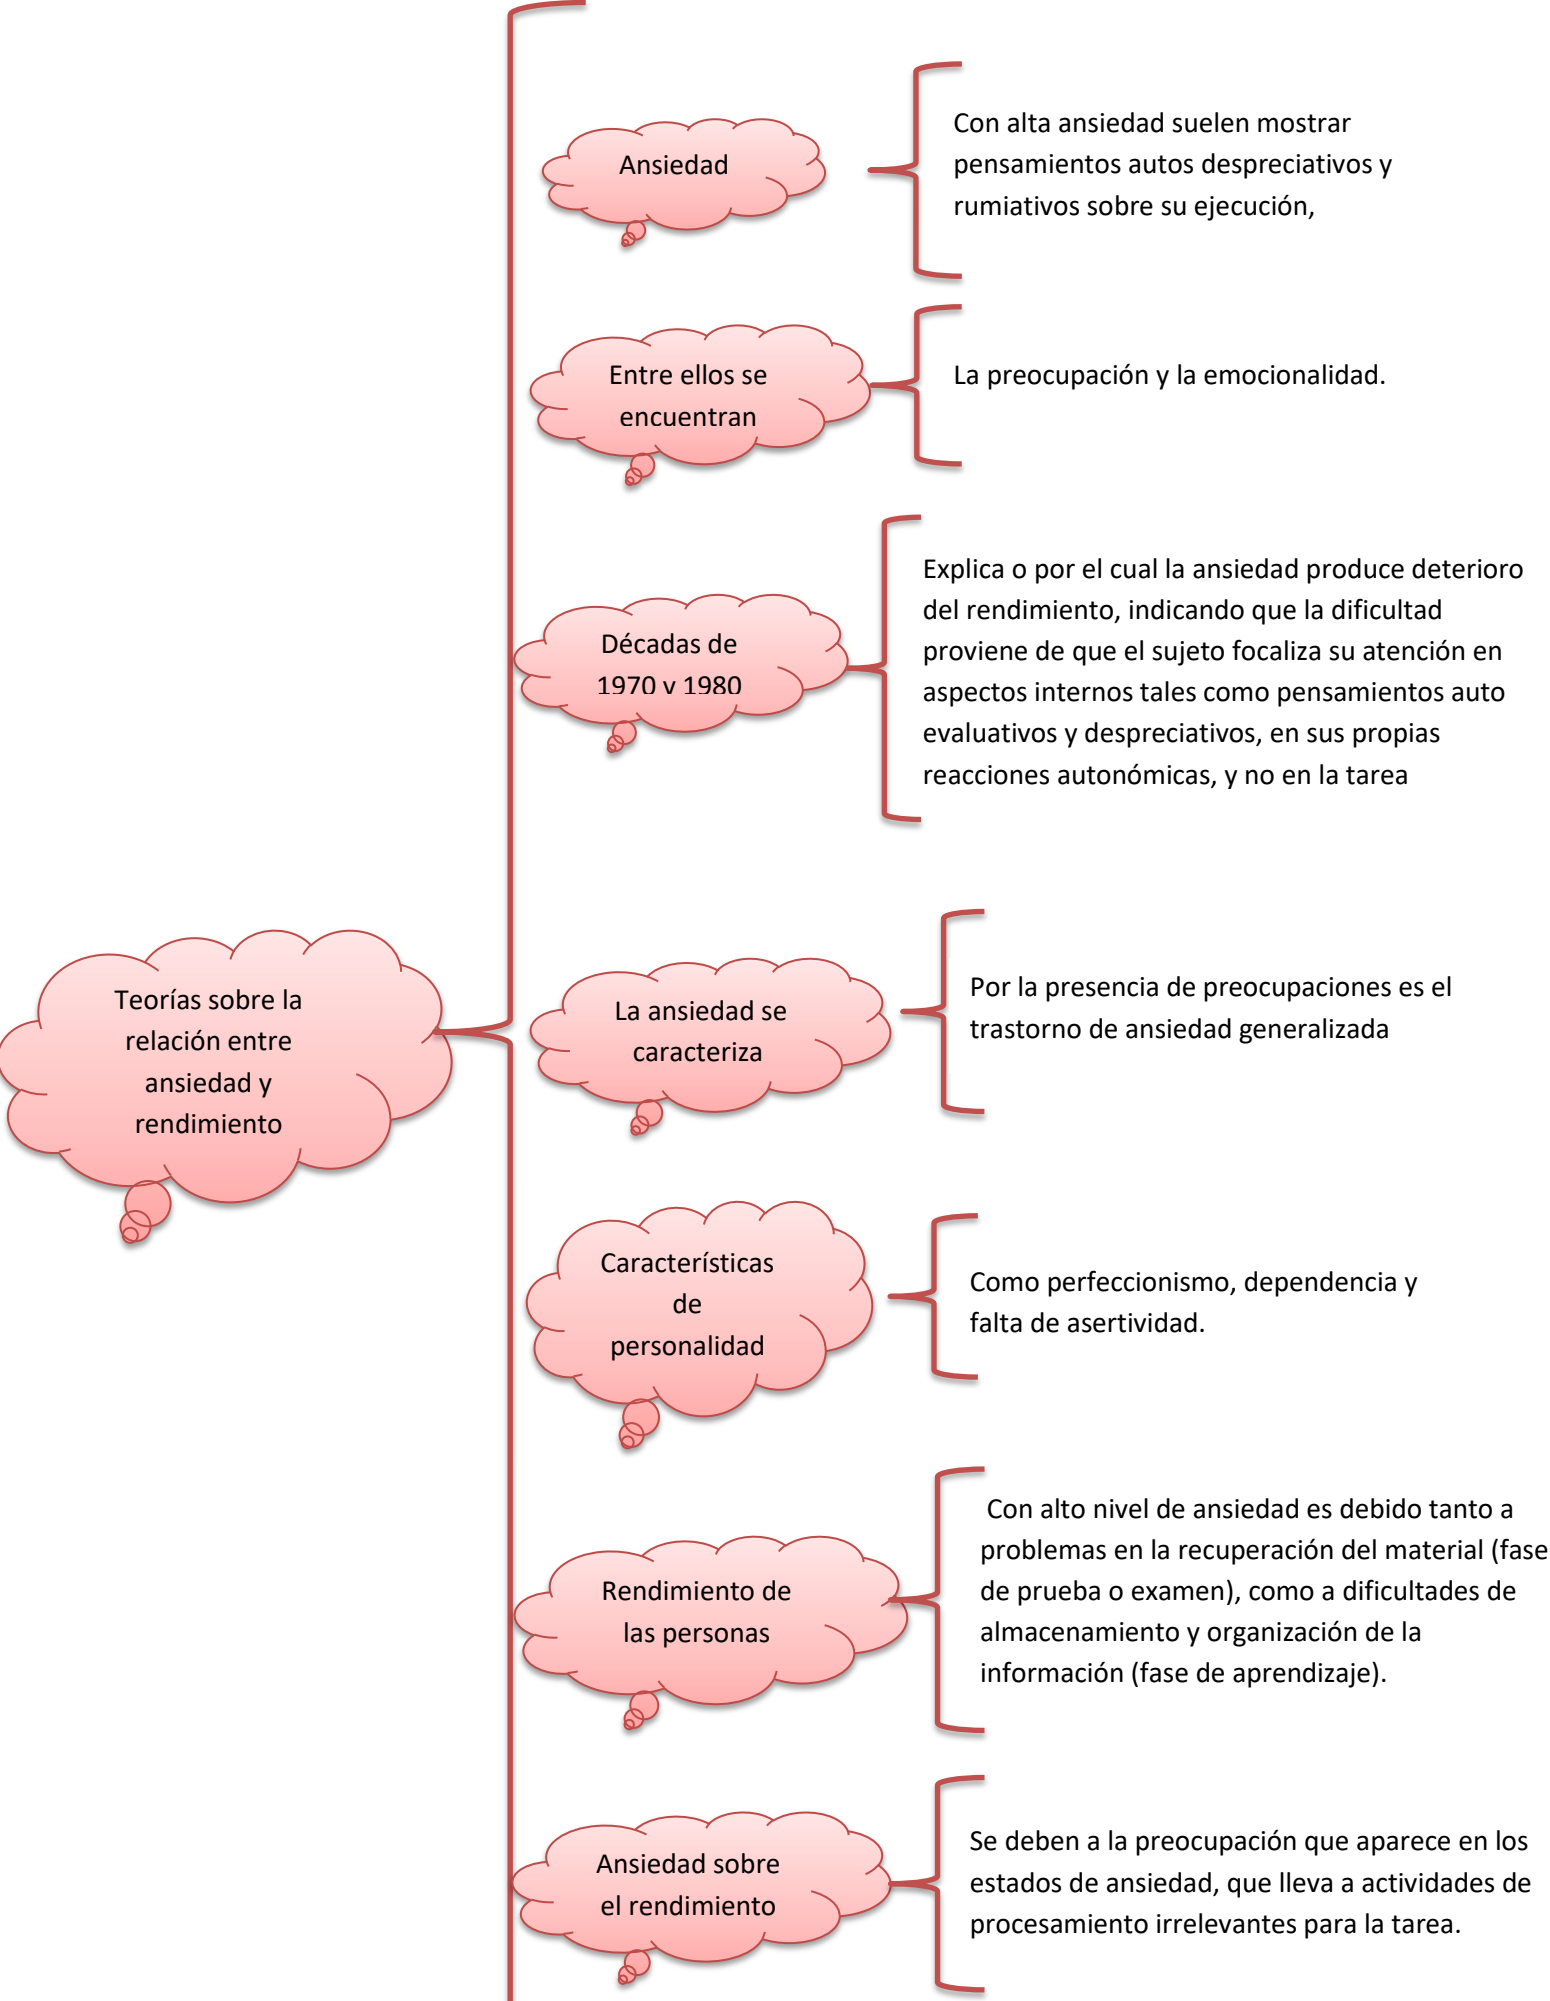 Ansiedad
Con alta ansiedad suelen mostrar
pensamientos autos despreciativos y
rumiativos sobre su ejecución,
Entre ellos se
encuentran
La preocupación y la emocionalidad.
Décadas de
1970 y 1980
Explica o por el cual la ansiedad produce deterioro
del rendimiento, indicando que la dificultad
proviene de que el sujeto focaliza su atención en
aspectos internos tales como pensamientos auto
evaluativos y despreciativos, en sus propias
reacciones autonómicas, y no en la tarea
Teorías sobre la
relación entre
ansiedad y
rendimiento
La ansiedad se
caracteriza
Por la presencia de preocupaciones es el
trastorno de ansiedad generalizada
Características
de
personalidad
Como perfeccionismo, dependencia y
falta de asertividad.
Rendimiento de
las personas
Con alto nivel de ansiedad es debido tanto a
problemas en la recuperación del material (fase
de prueba o examen), como a dificultades de
almacenamiento y organización de la
información (fase de aprendizaje).
Ansiedad sobre
el rendimiento
Se deben a la preocupación que aparece en los
estados de ansiedad, que lleva a actividades de
procesamiento irrelevantes para la tarea.